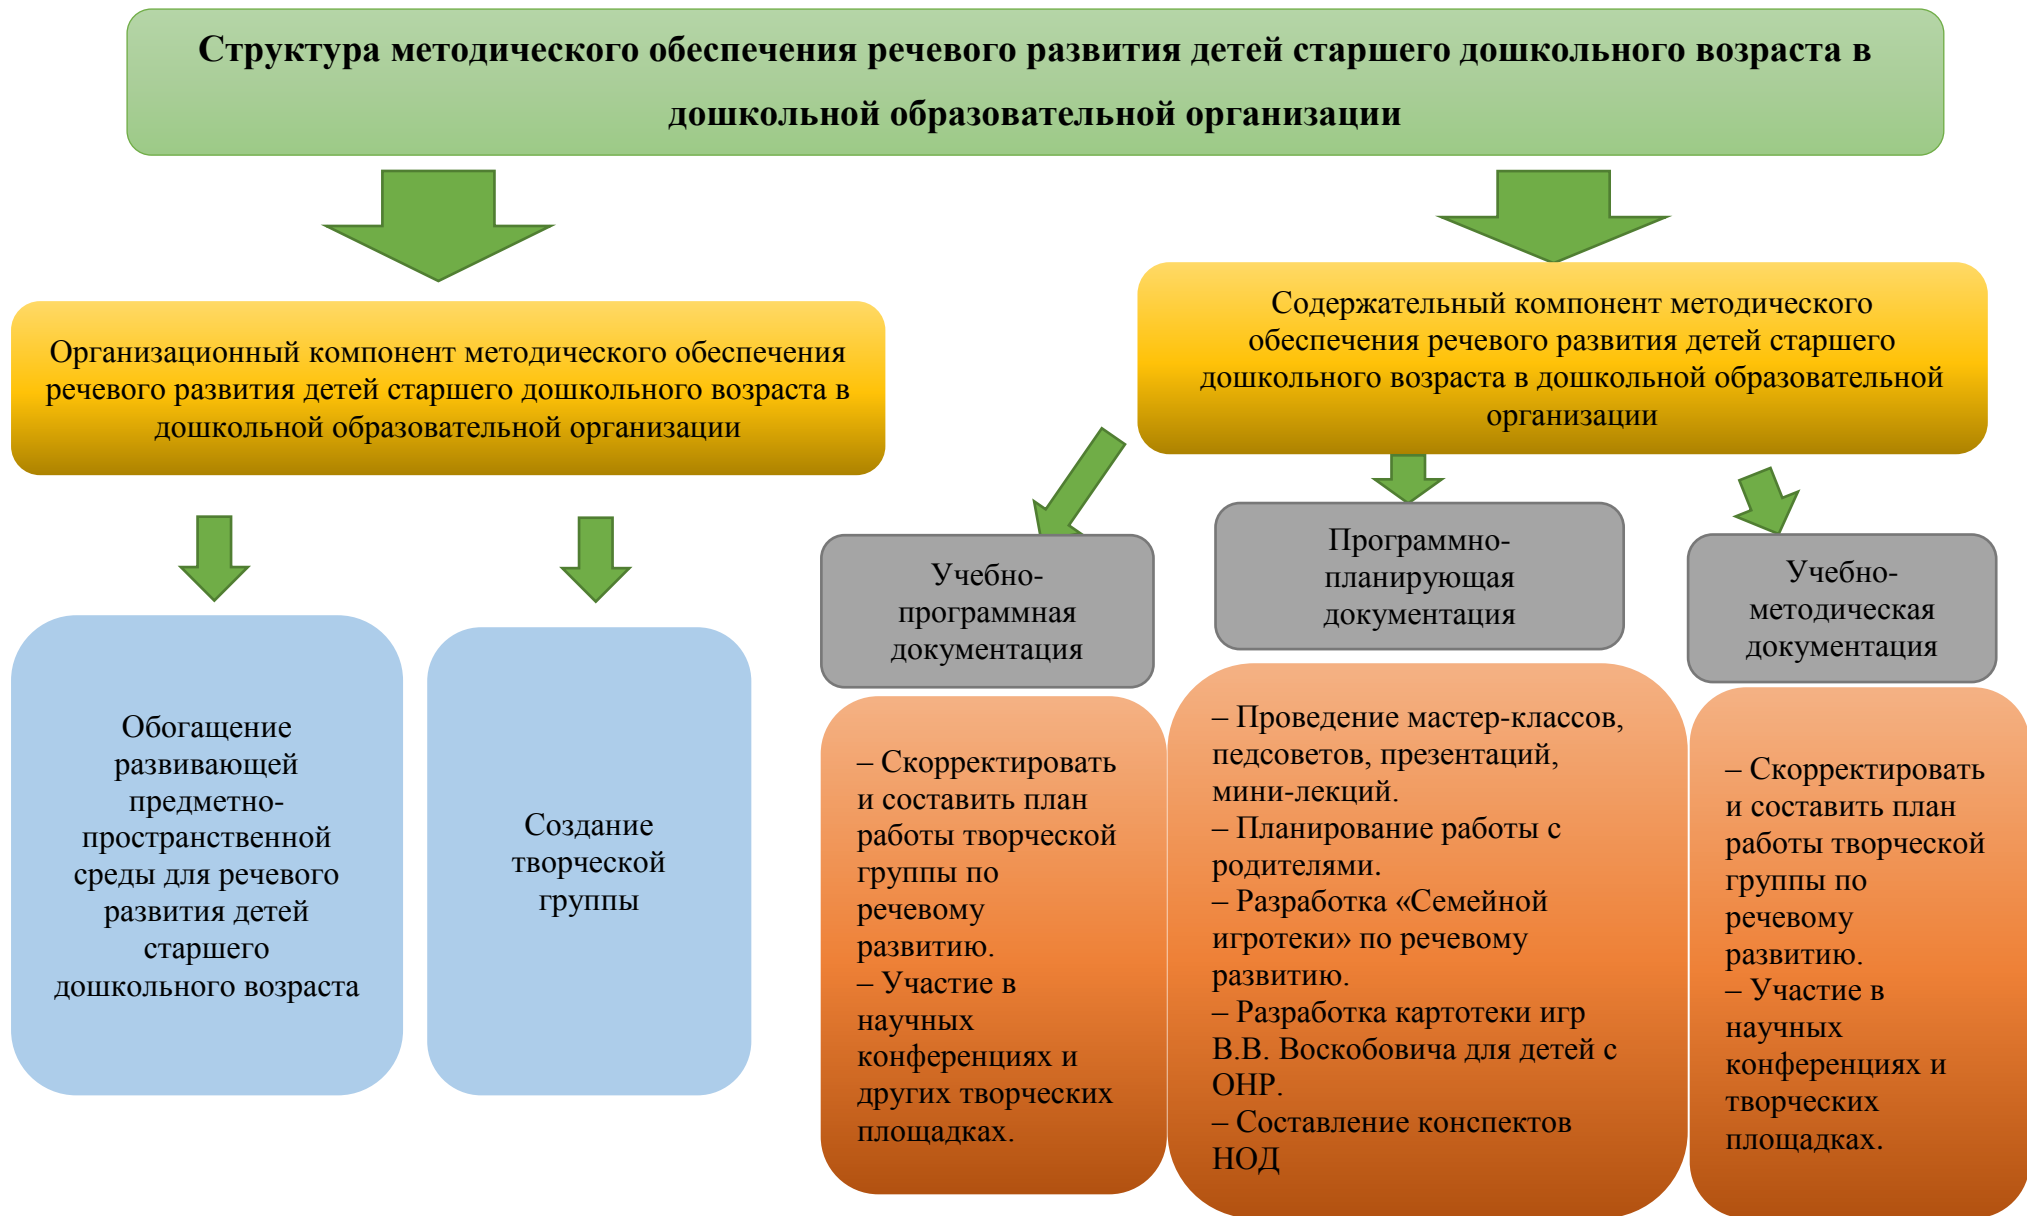 Структура методического обеспечения речевого развития детей старшего дошкольного возраста в
дошкольной образовательной организации
Организационный компонент методического обеспечения
речевого развития детей старшего дошкольного возраста в
дошкольной образовательной организации
Содержательный компонент методического
обеспечения речевого развития детей старшего
дошкольного возраста в дошкольной образовательной
организации
Обогащение
развивающей
предметно-
пространственной
среды для речевого
развития детей
старшего
дошкольного возраста
Создание
творческой
группы
Учебно-
программная
документация
– Скорректировать
и составить план
работы творческой
группы по
речевому
развитию.
– Участие в
научных
конференциях и
других творческих
площадках.
Программно-
планирующая
документация
– Проведение мастер-классов,
педсоветов, презентаций,
мини-лекций.
– Планирование работы с
родителями.
– Разработка «Семейной
игротеки» по речевому
развитию.
– Разработка картотеки игр
В.В. Воскобовича для детей с
ОНР.
– Составление конспектов
НОД
Учебно-
методическая
документация
– Скорректировать
и составить план
работы творческой
группы по
речевому
развитию.
– Участие в
научных
конференциях и
творческих
площадках.